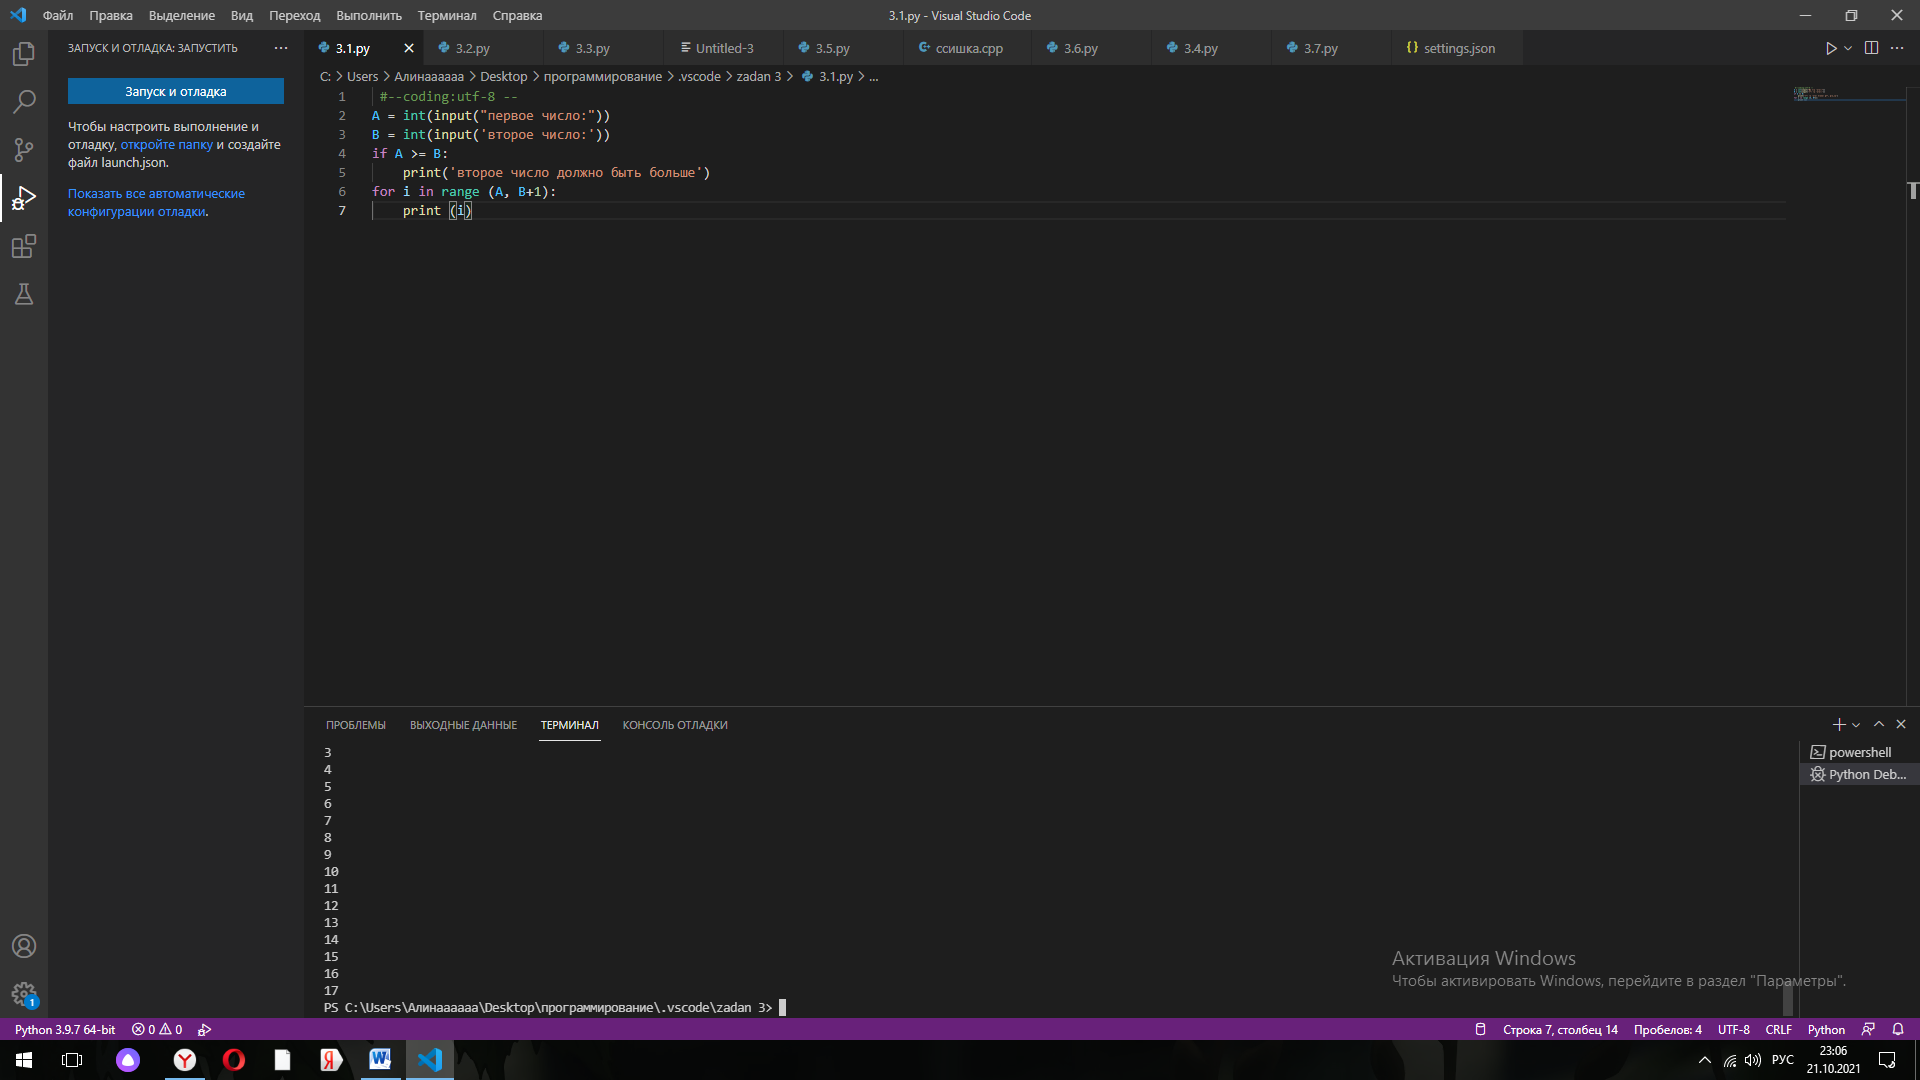 Файл Правка Выделение Вид Переход Выполнить Терминал Справка
3.1.py - Visual Studio Code
ЗАПУСК И ОТЛАДКА: ЗАПУСТИТЬ
Запуск и отладка
Чтобы настроить выполнение и
отладку, откройте папку и создайте
файл launch.json.
Показать все автоматические
конфигурации отладки.
3.1.py 3.2.py 3.3.py Untitled-3 3.5.py ссишка.cpp 3.6.py 3.4.py 3.7.py settings.json
C: > Users > Алинаааааа > Desktop > программирование > .vscode > zadan 3 > 3.1.py > ...
1 #--coding:utf-8 --
2 A = int(input("первое число:"))
3 B = int(input('второе число:'))
4 if A >= B:
5 print('второе число должно быть больше')
6 for i in range (A, B+1):
7 print (i)
ПРОБЛЕМЫ ВЫХОДНЫЕ ДАННЫЕ ТЕРМИНАЛ КОНСОЛЬ ОТЛАДКИ
3
4
5
6
7
8
9
10
11
12
13
14
15
16
17
PS C:\Users\Алинаааааа\Desktop\программирование\.vscode\zadan 3>
powershell
Python Deb...
Активация Windows
Чтобы активировать Windows, перейдите в раздел "Параметры".
1
Python 3.9.7 64-bit 0 0
Строка 7, столбец 14 Пробелов: 4 UTF-8 CRLF Python
РУС
23:06
21.10.2021